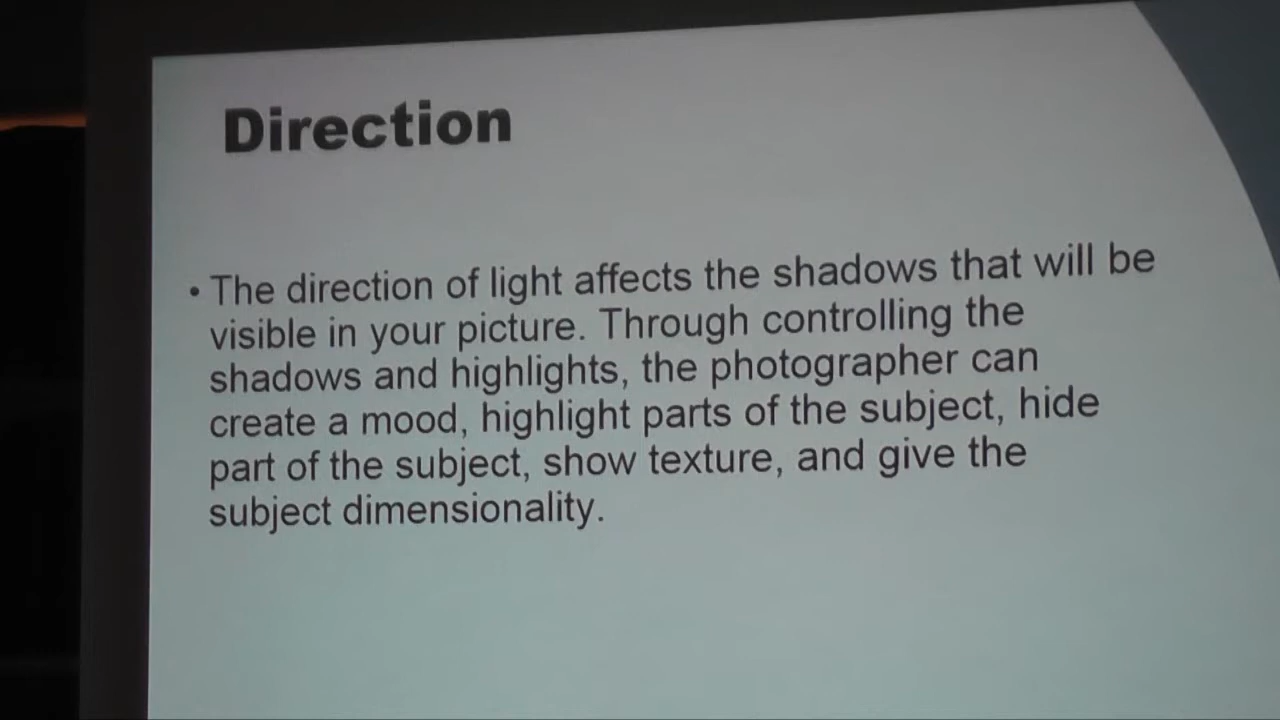 Direction
• The direction of light affects the shadows that will be
visible in your picture. Through controlling the
shadows and highlights, the photographer can
create a mood, highlight parts of the subject, hide
part of the subject, show texture, and give the
subject dimensionality.